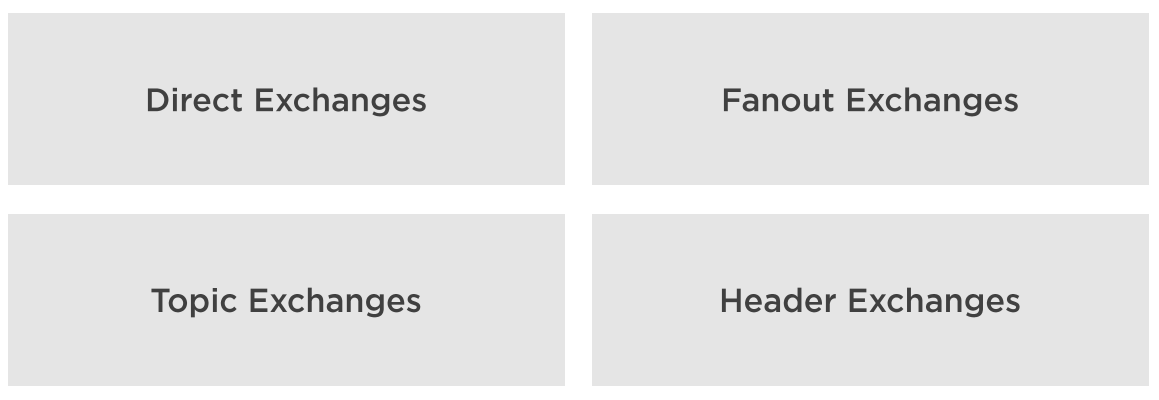 Direct Exchanges
Fanout Exchanges
Topic Exchanges
Header Exchanges